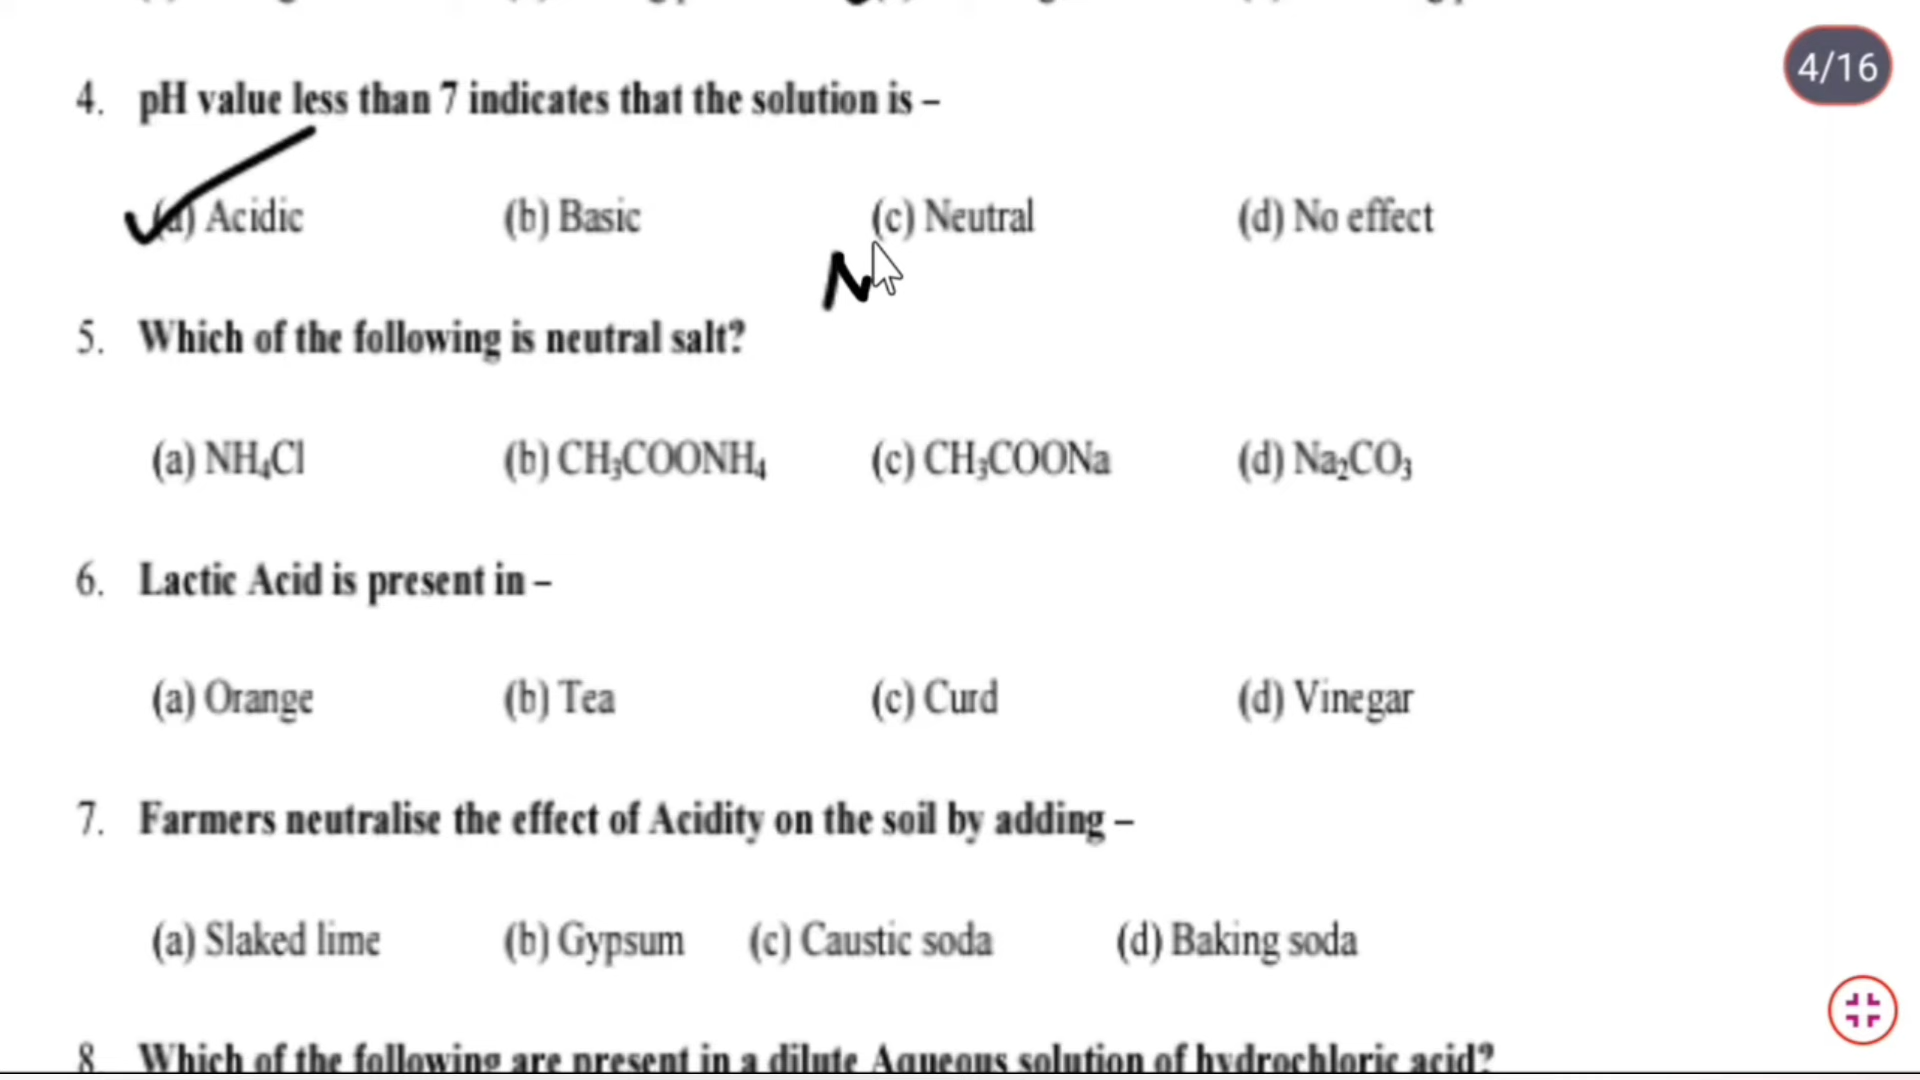 4/16
4. pH value less than 7 indicates that the solution is –
(a) Acidic (b) Basic (c) Neutral (d) No effect
N
5. Which of the following is neutral salt?
(a) NH₄Cl (b) CH₃COONH₄ (c) CH₃COONa (d) Na₂CO₃
6. Lactic Acid is present in –
(a) Orange (b) Tea (c) Curd (d) Vinegar
7. Farmers neutralise the effect of Acidity on the soil by adding –
(a) Slaked lime (b) Gypsum (c) Caustic soda (d) Baking soda
8. Which of the following are present in a dilute Aqueous solution of hydrochloric acid?